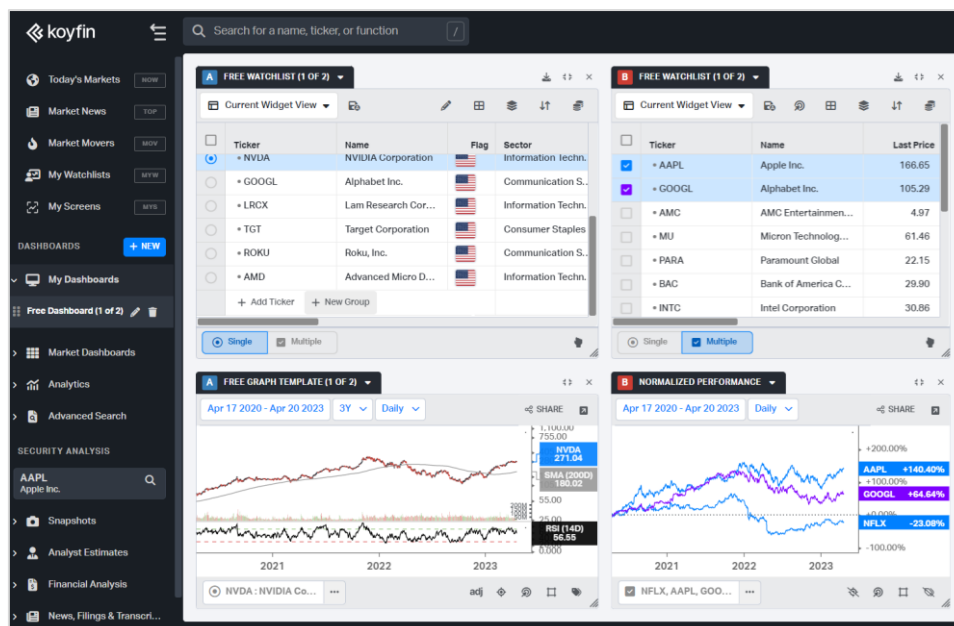 koyfin
Search for a name, ticker, or function /
Today's Markets NOW
Market News TOP
Market Movers MOV
My Watchlists MYW
My Screens MYS
DASHBOARDS + NEW
My Dashboards
Free Dashboard (1 of 2)
Market Dashboards
Analytics
Advanced Search
SECURITY ANALYSIS
AAPL
Apple Inc.
Snapshots
Analyst Estimates
Financial Analysis
News, Filings & Transcri...
A FREE WATCHLIST (1 OF 2)
Current Widget View
Ticker Name Flag Sector
NVDA NVIDIA Corporation Information Techn.
GOOGL Alphabet Inc. Communication S..
LRCX Lam Research Cor... Information Techn.
TGT Target Corporation Consumer Staples
ROKU Roku, Inc. Communication S..
AMD Advanced Micro D... Information Techn.
+ Add Ticker + New Group
Single Multiple
B FREE WATCHLIST (1 OF 2)
Current Widget View
Ticker Name Last Price
AAPL Apple Inc. 166.65
GOOGL Alphabet Inc. 105.29
AMC AMC Entertainmen... 4.97
MU Micron Technolog... 61.46
PARA Paramount Global 22.15
BAC Bank of America C... 29.90
INTC Intel Corporation 30.86
Single Multiple
A FREE GRAPH TEMPLATE (1 OF 2)
Apr 17 2020 - Apr 20 2023 3Y Daily SHARE
1,100.00
755.00
NVDA
271.04
SMA (200D)
180.02
55.00
25.00
RSI (14D)
56.55
0.000
2021 2022 2023
NVDA : NVIDIA Co... ... adj
B NORMALIZED PERFORMANCE
Apr 17 2020 - Apr 20 2023 Daily SHARE
+200.00%
AAPL +140.40%
+100.00%
GOOGL +64.64%
+0.00%
NFLX -23.08%
-100.00%
2021 2022 2023
NFLX, AAPL, GOO... ...